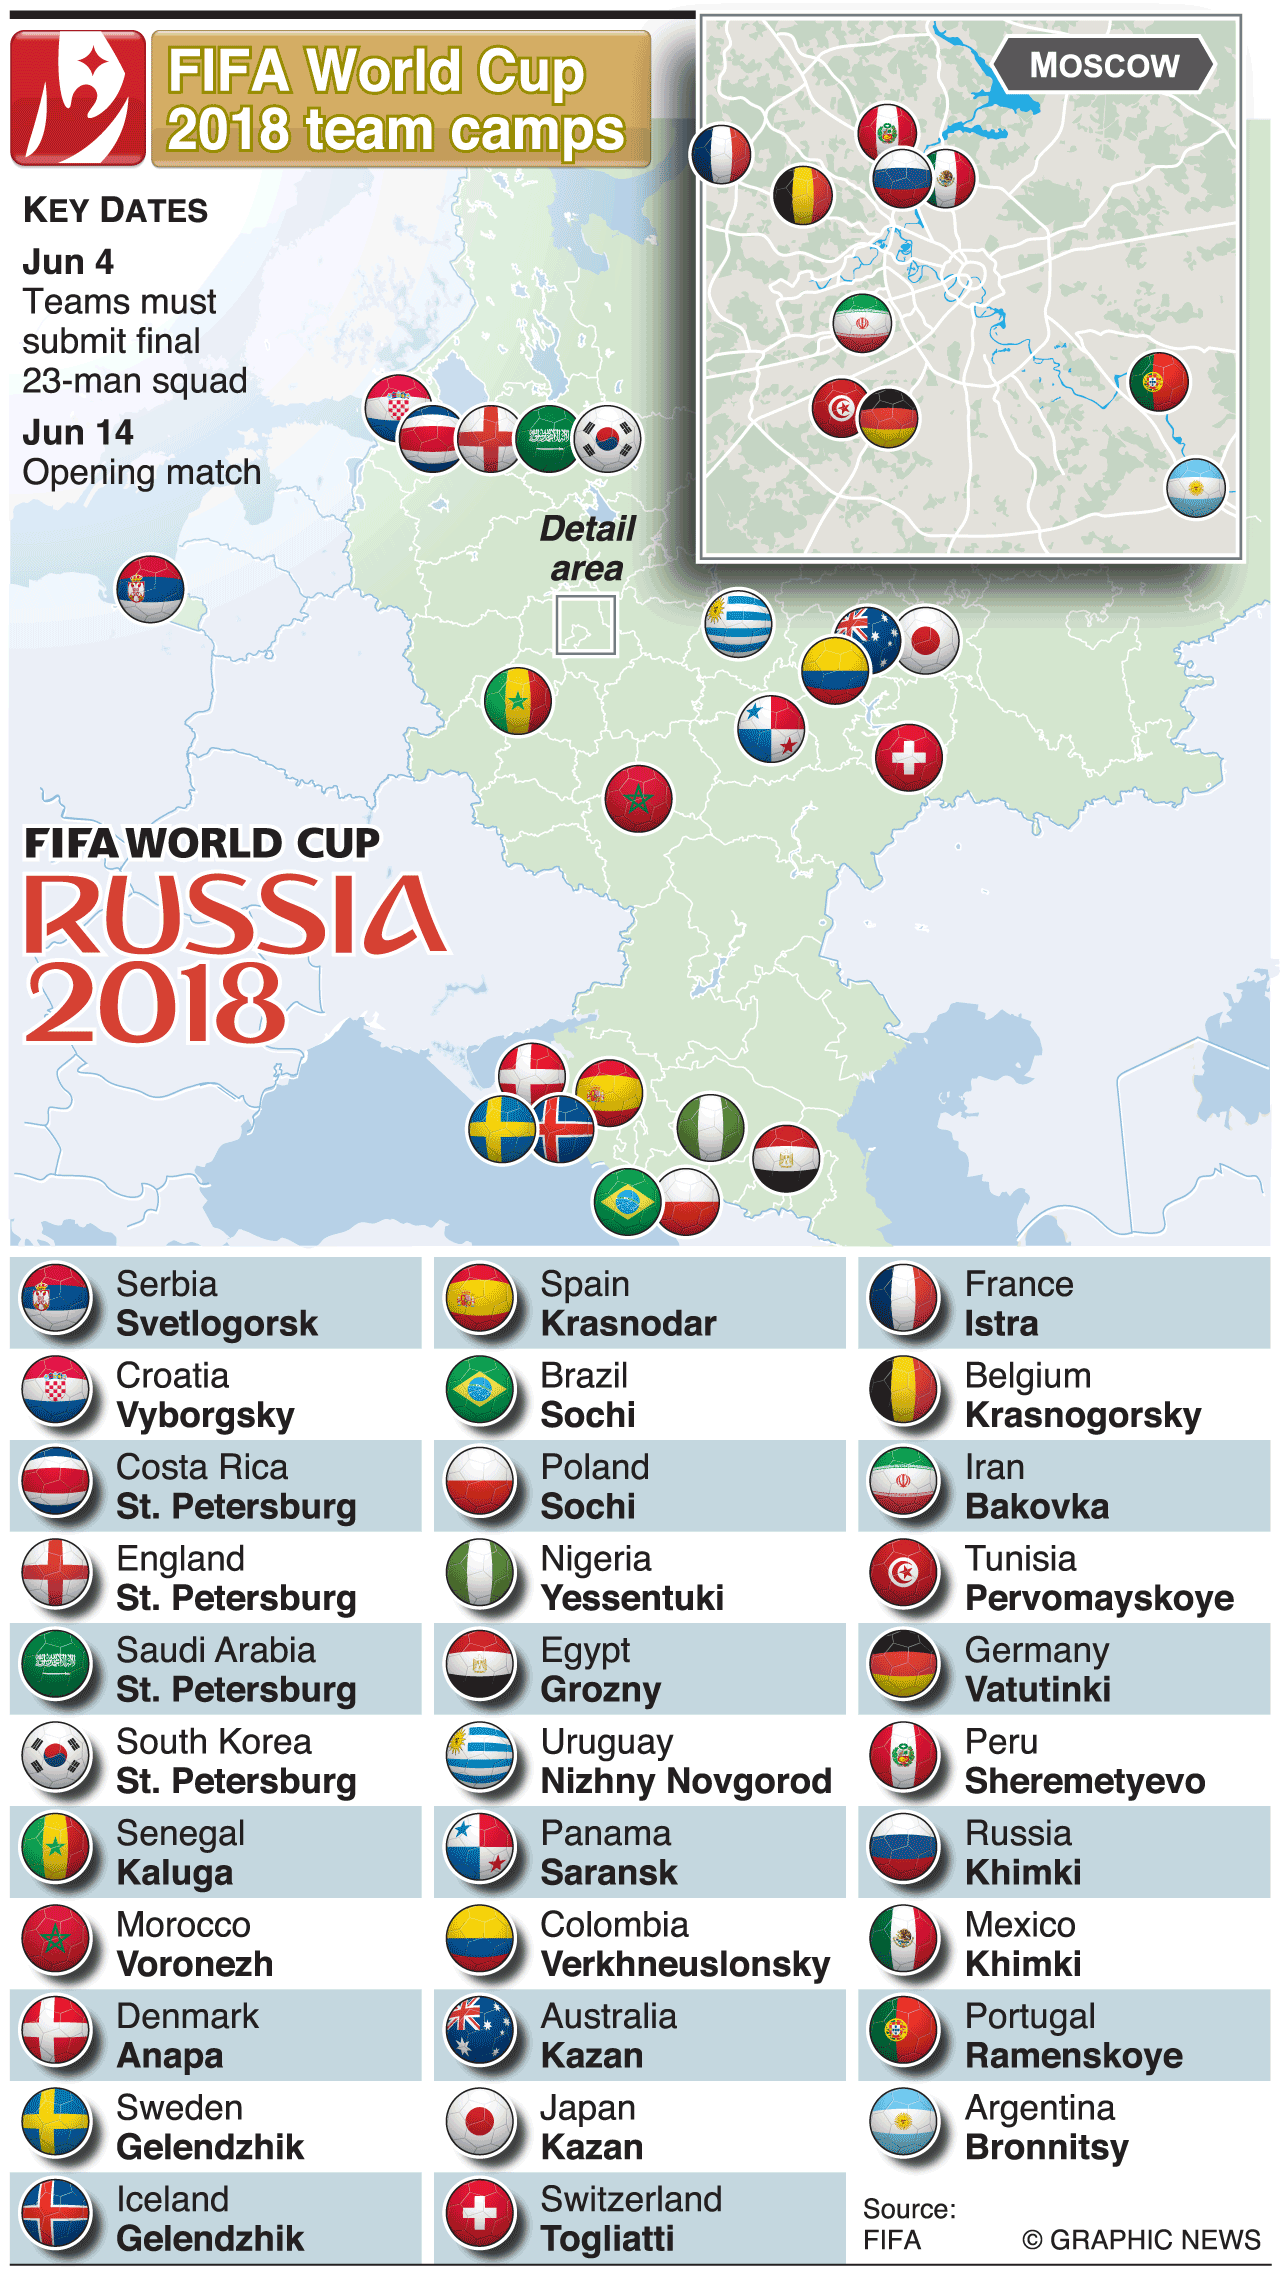 FIFA World Cup
2018 team camps
MOSCOW
KEY DATES
Jun 4
Teams must
submit final
23-man squad
Jun 14
Opening match
Detail
area
FIFA WORLD CUP
RUSSIA
2018
Serbia
Svetlogorsk
Croatia
Vyborgsky
Costa Rica
St. Petersburg
England
St. Petersburg
Saudi Arabia
St. Petersburg
South Korea
St. Petersburg
Senegal
Kaluga
Morocco
Voronezh
Denmark
Anapa
Sweden
Gelendzhik
Iceland
Gelendzhik
Spain
Krasnodar
Brazil
Sochi
Poland
Sochi
Nigeria
Yessentuki
Egypt
Grozny
Uruguay
Nizhny Novgorod
Panama
Saransk
Colombia
Verkhneuslonsky
Australia
Kazan
Japan
Kazan
Switzerland
Togliatti
France
Istra
Belgium
Krasnogorsky
Iran
Bakovka
Tunisia
Pervomayskoye
Germany
Vatutinki
Peru
Sheremetyevo
Russia
Khimki
Mexico
Khimki
Portugal
Ramenskoye
Argentina
Bronnitsy
Source:
FIFA
© GRAPHIC NEWS